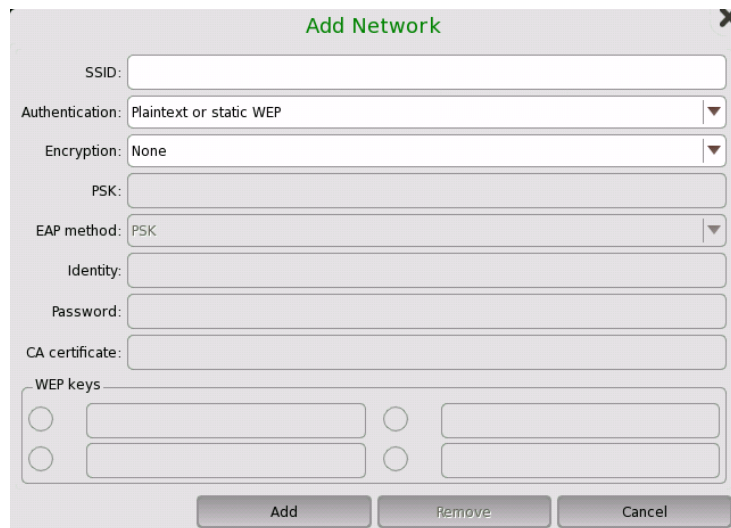 Add Network
SSID:
Authentication: Plaintext or static WEP
Encryption: None
PSK:
EAP method: PSK
Identity:
Password:
CA certificate:
WEP keys
Add Remove Cancel